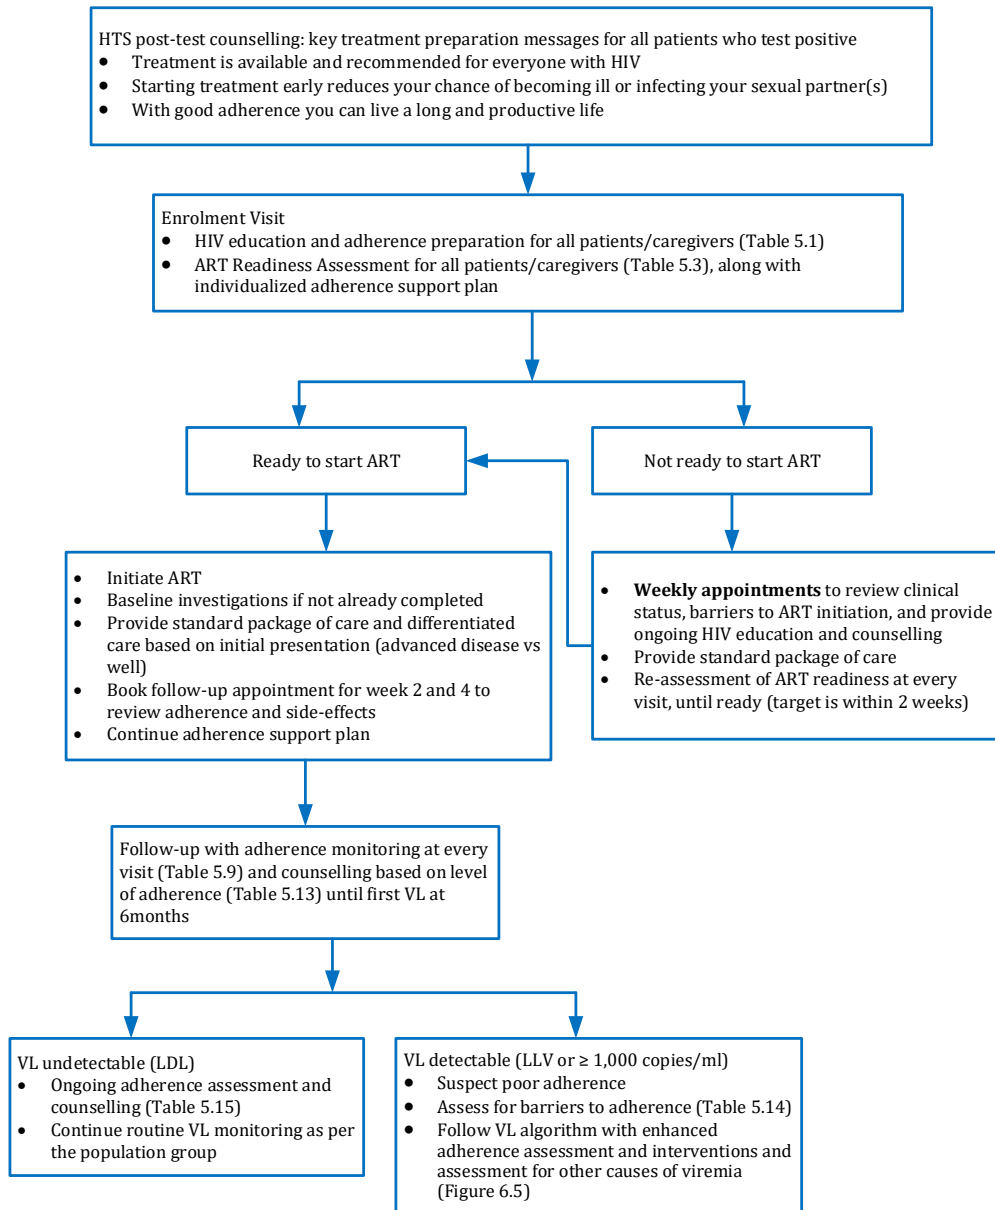 HTS post-test counselling: key treatment preparation messages for all patients who test positive
● Treatment is available and recommended for everyone with HIV
● Starting treatment early reduces your chance of becoming ill or infecting your sexual partner(s)
● With good adherence you can live a long and productive life
Enrolment Visit
● HIV education and adherence preparation for all patients/caregivers (Table 5.1)
● ART Readiness Assessment for all patients/caregivers (Table 5.3), along with
individualized adherence support plan
Ready to start ART
Not ready to start ART
• Initiate ART
• Baseline investigations if not already completed
• Provide standard package of care and differentiated
care based on initial presentation (advanced disease vs
well)
• Book follow-up appointment for week 2 and 4 to
review adherence and side-effects
• Continue adherence support plan
• Weekly appointments to review clinical
status, barriers to ART initiation, and provide
ongoing HIV education and counselling
• Provide standard package of care
• Re-assessment of ART readiness at every
visit, until ready (target is within 2 weeks)
Follow-up with adherence monitoring at every
visit (Table 5.9) and counselling based on level
of adherence (Table 5.13) until first VL at
6months
VL undetectable (LDL)
• Ongoing adherence assessment and
counselling (Table 5.15)
• Continue routine VL monitoring as per
the population group
VL detectable (LLV or ≥ 1,000 copies/ml)
● Suspect poor adherence
● Assess for barriers to adherence (Table 5.14)
● Follow VL algorithm with enhanced
adherence assessment and interventions and
assessment for other causes of viremia
(Figure 6.5)